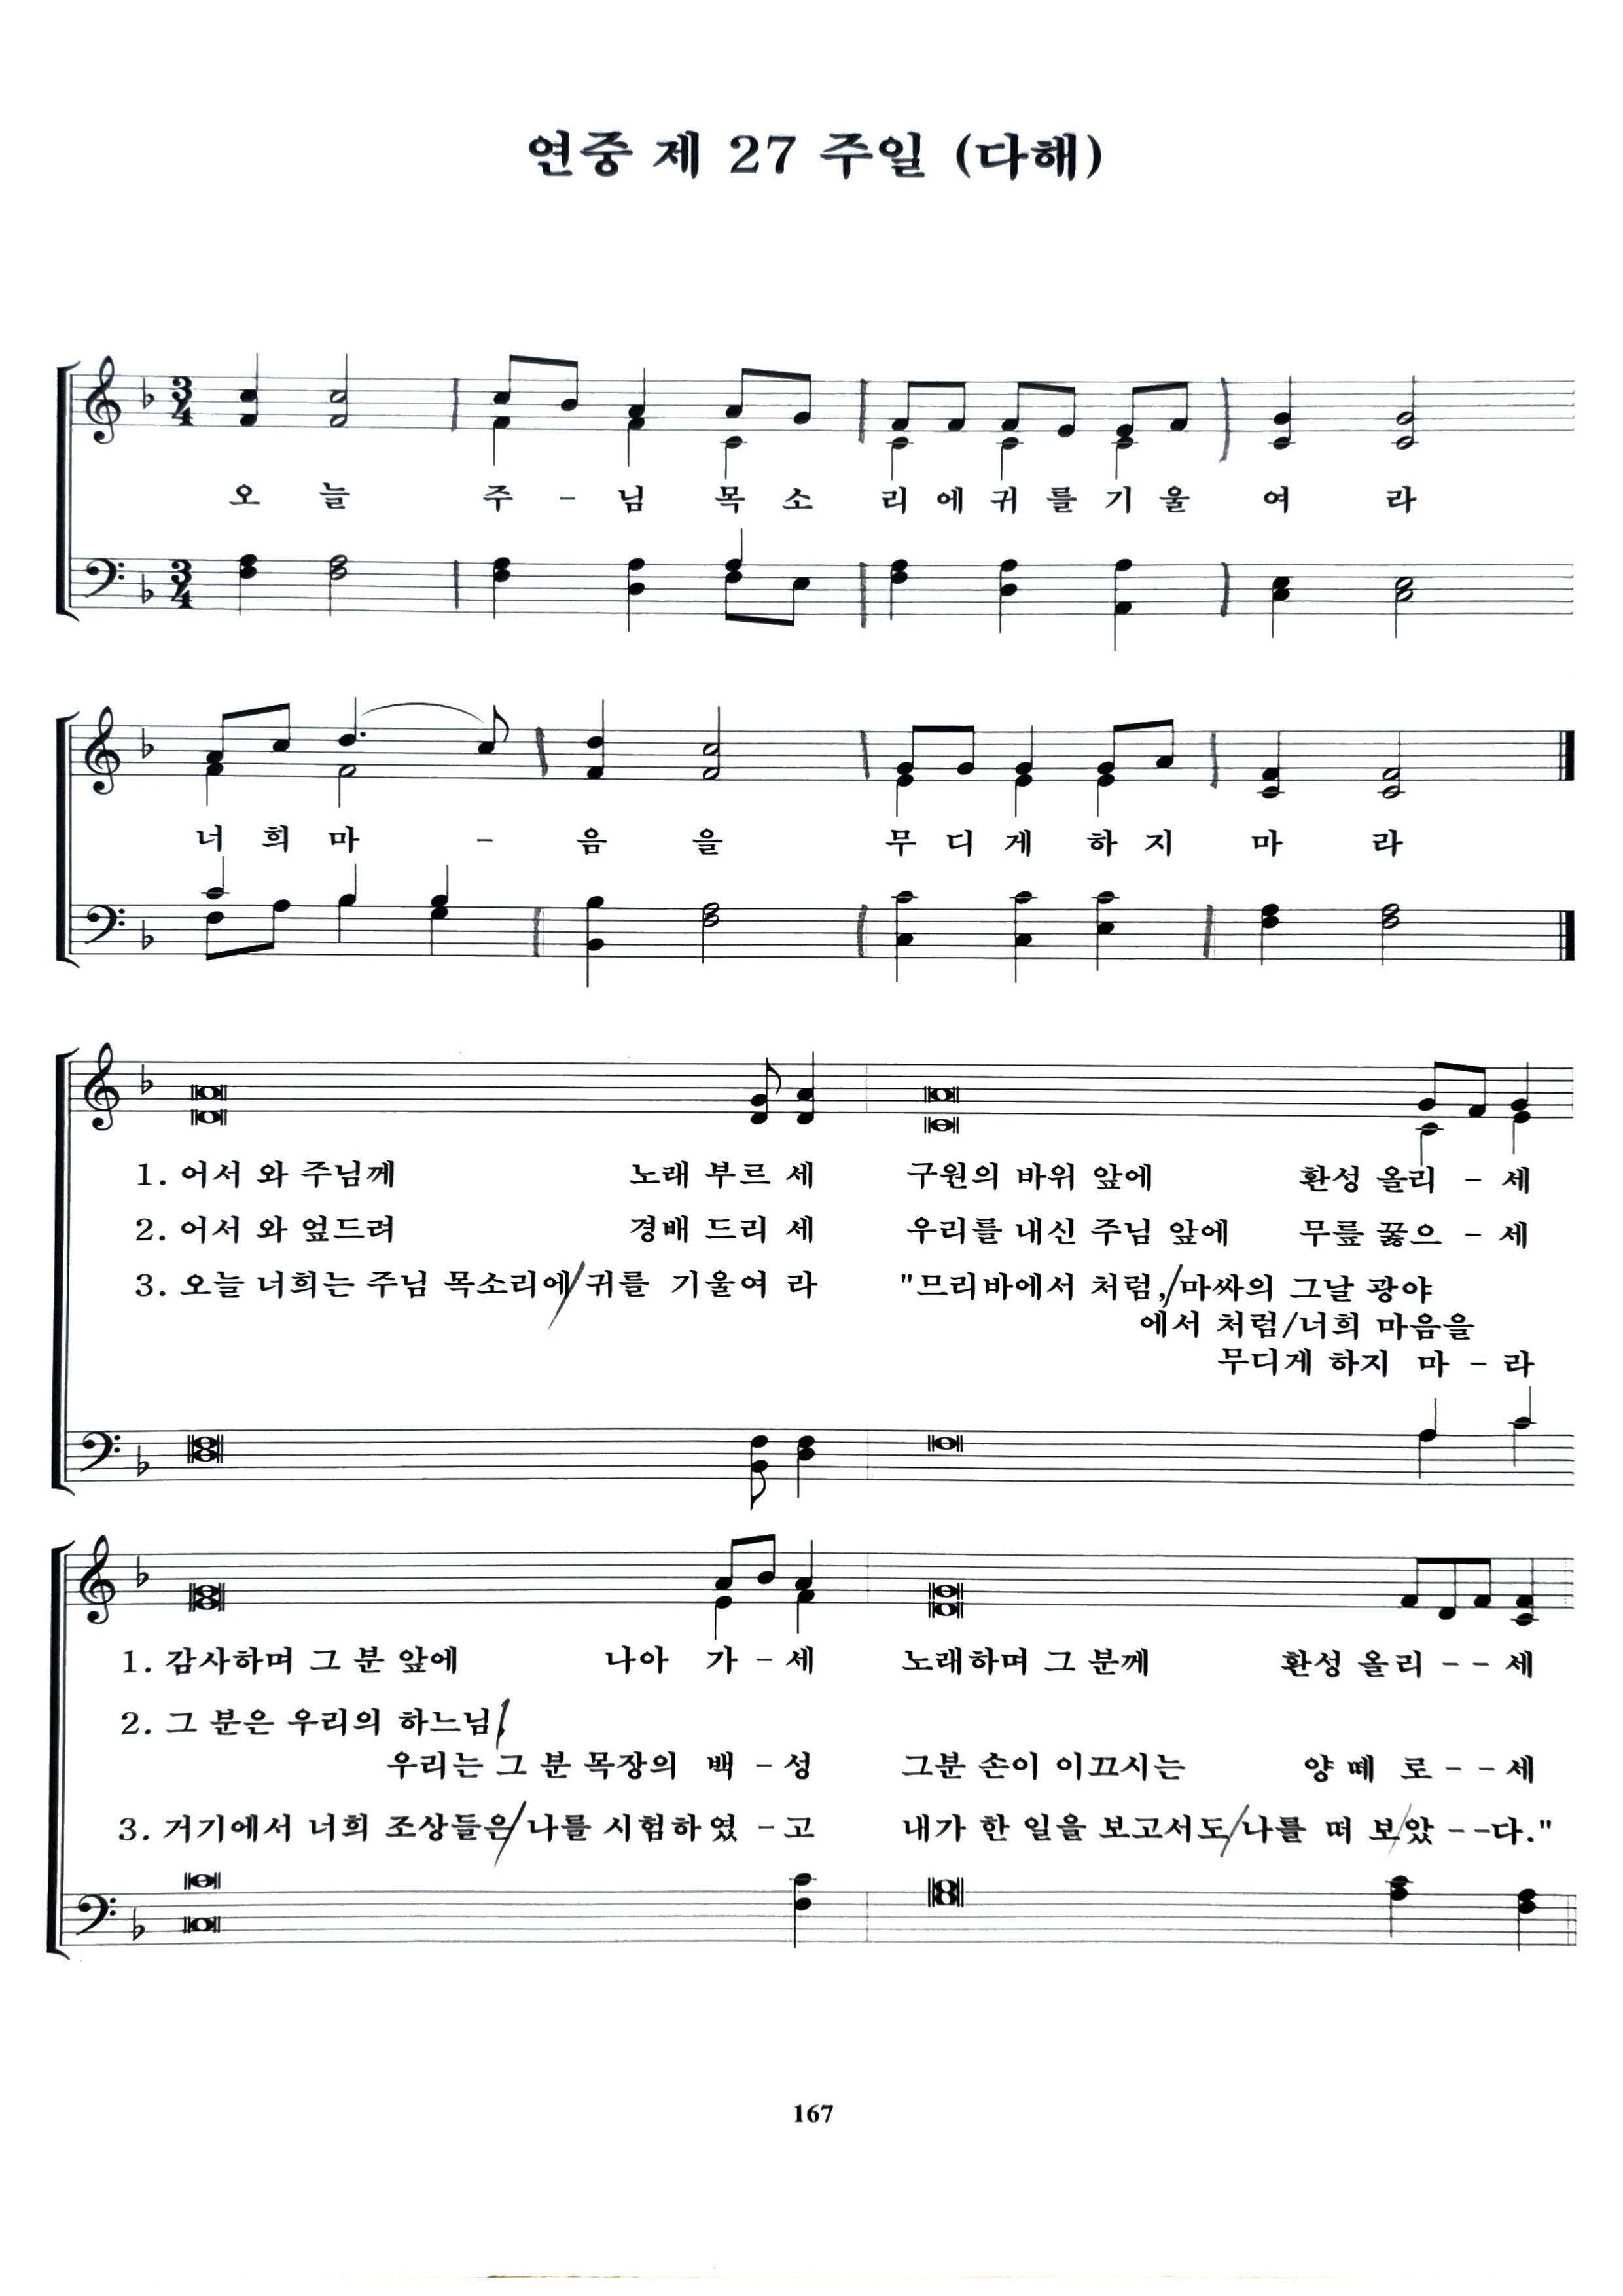 연중 제 27 주일 (다해)
3 4
오 늘 주 - 님 목 소 리 에 귀 를 기 울 여 라
3 4
너 희 마 - 음 을 무 디 게 하 지 마 라
1. 어서 와 주님께 노래 부르 세 구원의 바위 앞에 환성 올리 - 세
2. 어서 와 엎드려 경배 드리 세 우리를 내신 주님 앞에 무릎 꿇으 - 세
3. 오늘 너희는 주님 목소리에/귀를 기울여 라 "므리바에서 처럼,/마싸의 그날 광야
에서 처럼/너희 마음을
무디게 하지 마 - 라
1. 감사하며 그 분 앞에 나아 가 - 세 노래하며 그 분께 환성 올리 - - 세
2. 그 분은 우리의 하느님,
우리는 그 분 목장의 백 - 성 그분 손이 이끄시는 양 떼 로 - - 세
3. 거기에서 너희 조상들은/나를 시험하였 - 고 내가 한 일을 보고서도/나를 떠 보/았 - -다."
167